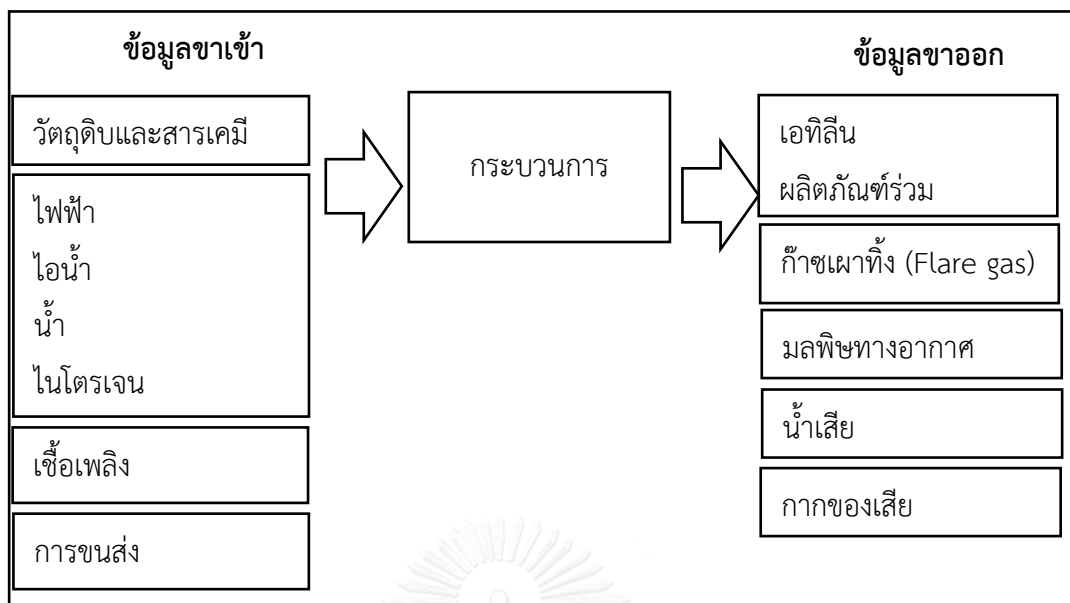 ข้อมูลขาเข้า
วัตถุดิบและสารเคมี
ไฟฟ้า
ไอน้ำ
น้ำ
ไนโตรเจน
เชื้อเพลิง
การขนส่ง
กระบวนการ
ข้อมูลขาออก
เอทิลีน
ผลิตภัณฑ์ร่วม
ก๊าซเผาทิ้ง (Flare gas)
มลพิษทางอากาศ
น้ำเสีย
กากของเสีย